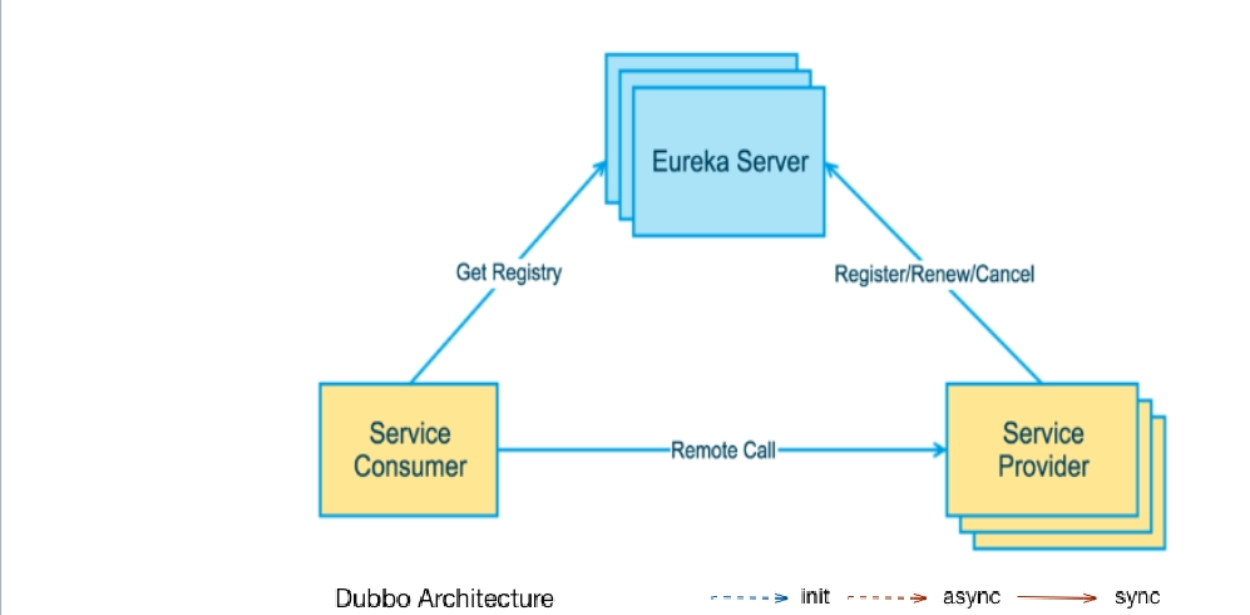 Eureka Server
Get Registry
Register/Renew/Cancel
Service
Consumer
Remote Call
Service
Provider
Dubbo Architecture
init
async
sync